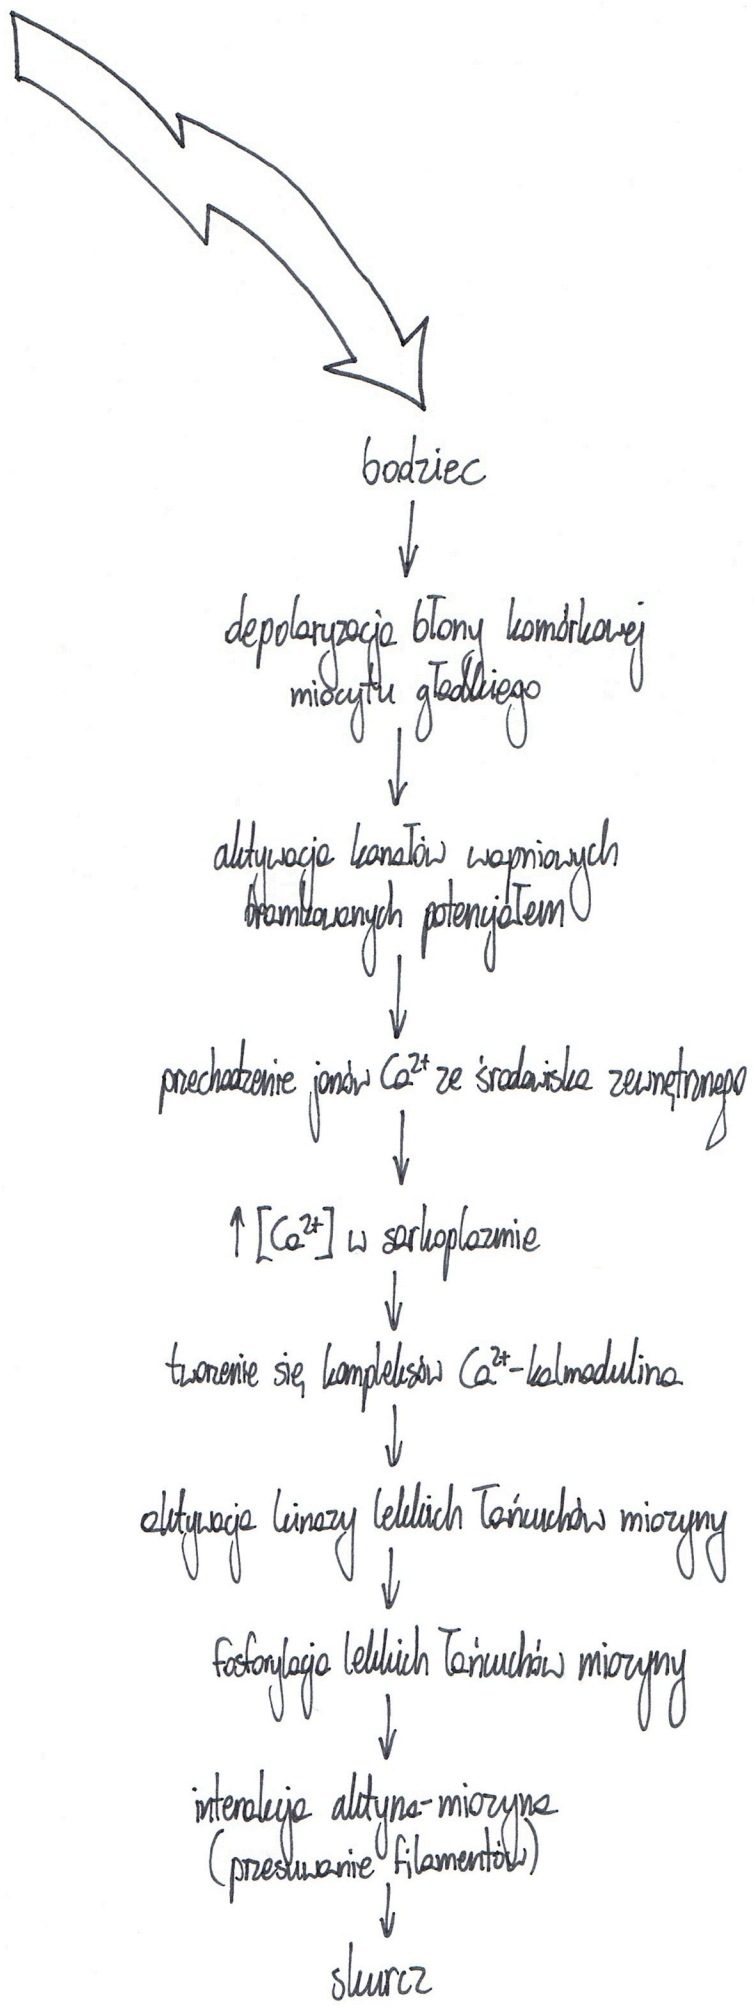 bodziec
depolaryzacja błony komórkowej
miocytu gładkiego
aktywacja kanałów wapniowych
bramkowanych potencjałem
przechodzenie jonów Ca²⁺ ze środowiska zewnętrznego
↑ [Ca²⁺] w sarkoplazmie
tworzenie się kompleksów Ca²⁺-kalmodulina
aktywacja kinazy lekkich łańcuchów miozyny
fosforylacja lekkich łańcuchów miozyny
interakcja aktyna-miozyna
(przesuwanie filamentów)
skurcz